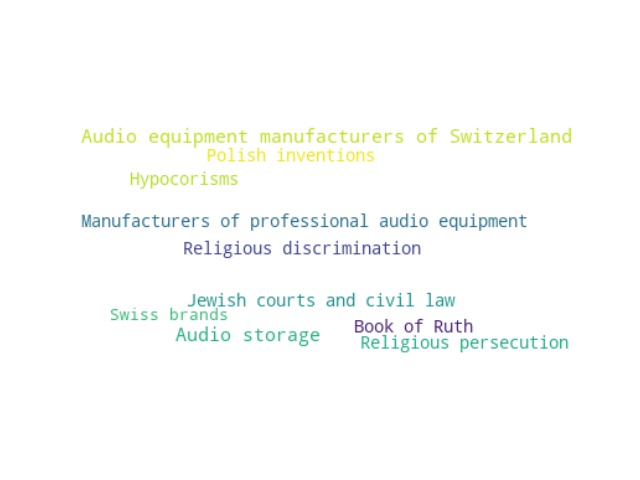 Audio equipment manufacturers of Switzerland
Polish inventions
Hypocorisms
Manufacturers of professional audio equipment
Religious discrimination
Jewish courts and civil law
Swiss brands
Book of Ruth
Audio storage
Religious persecution